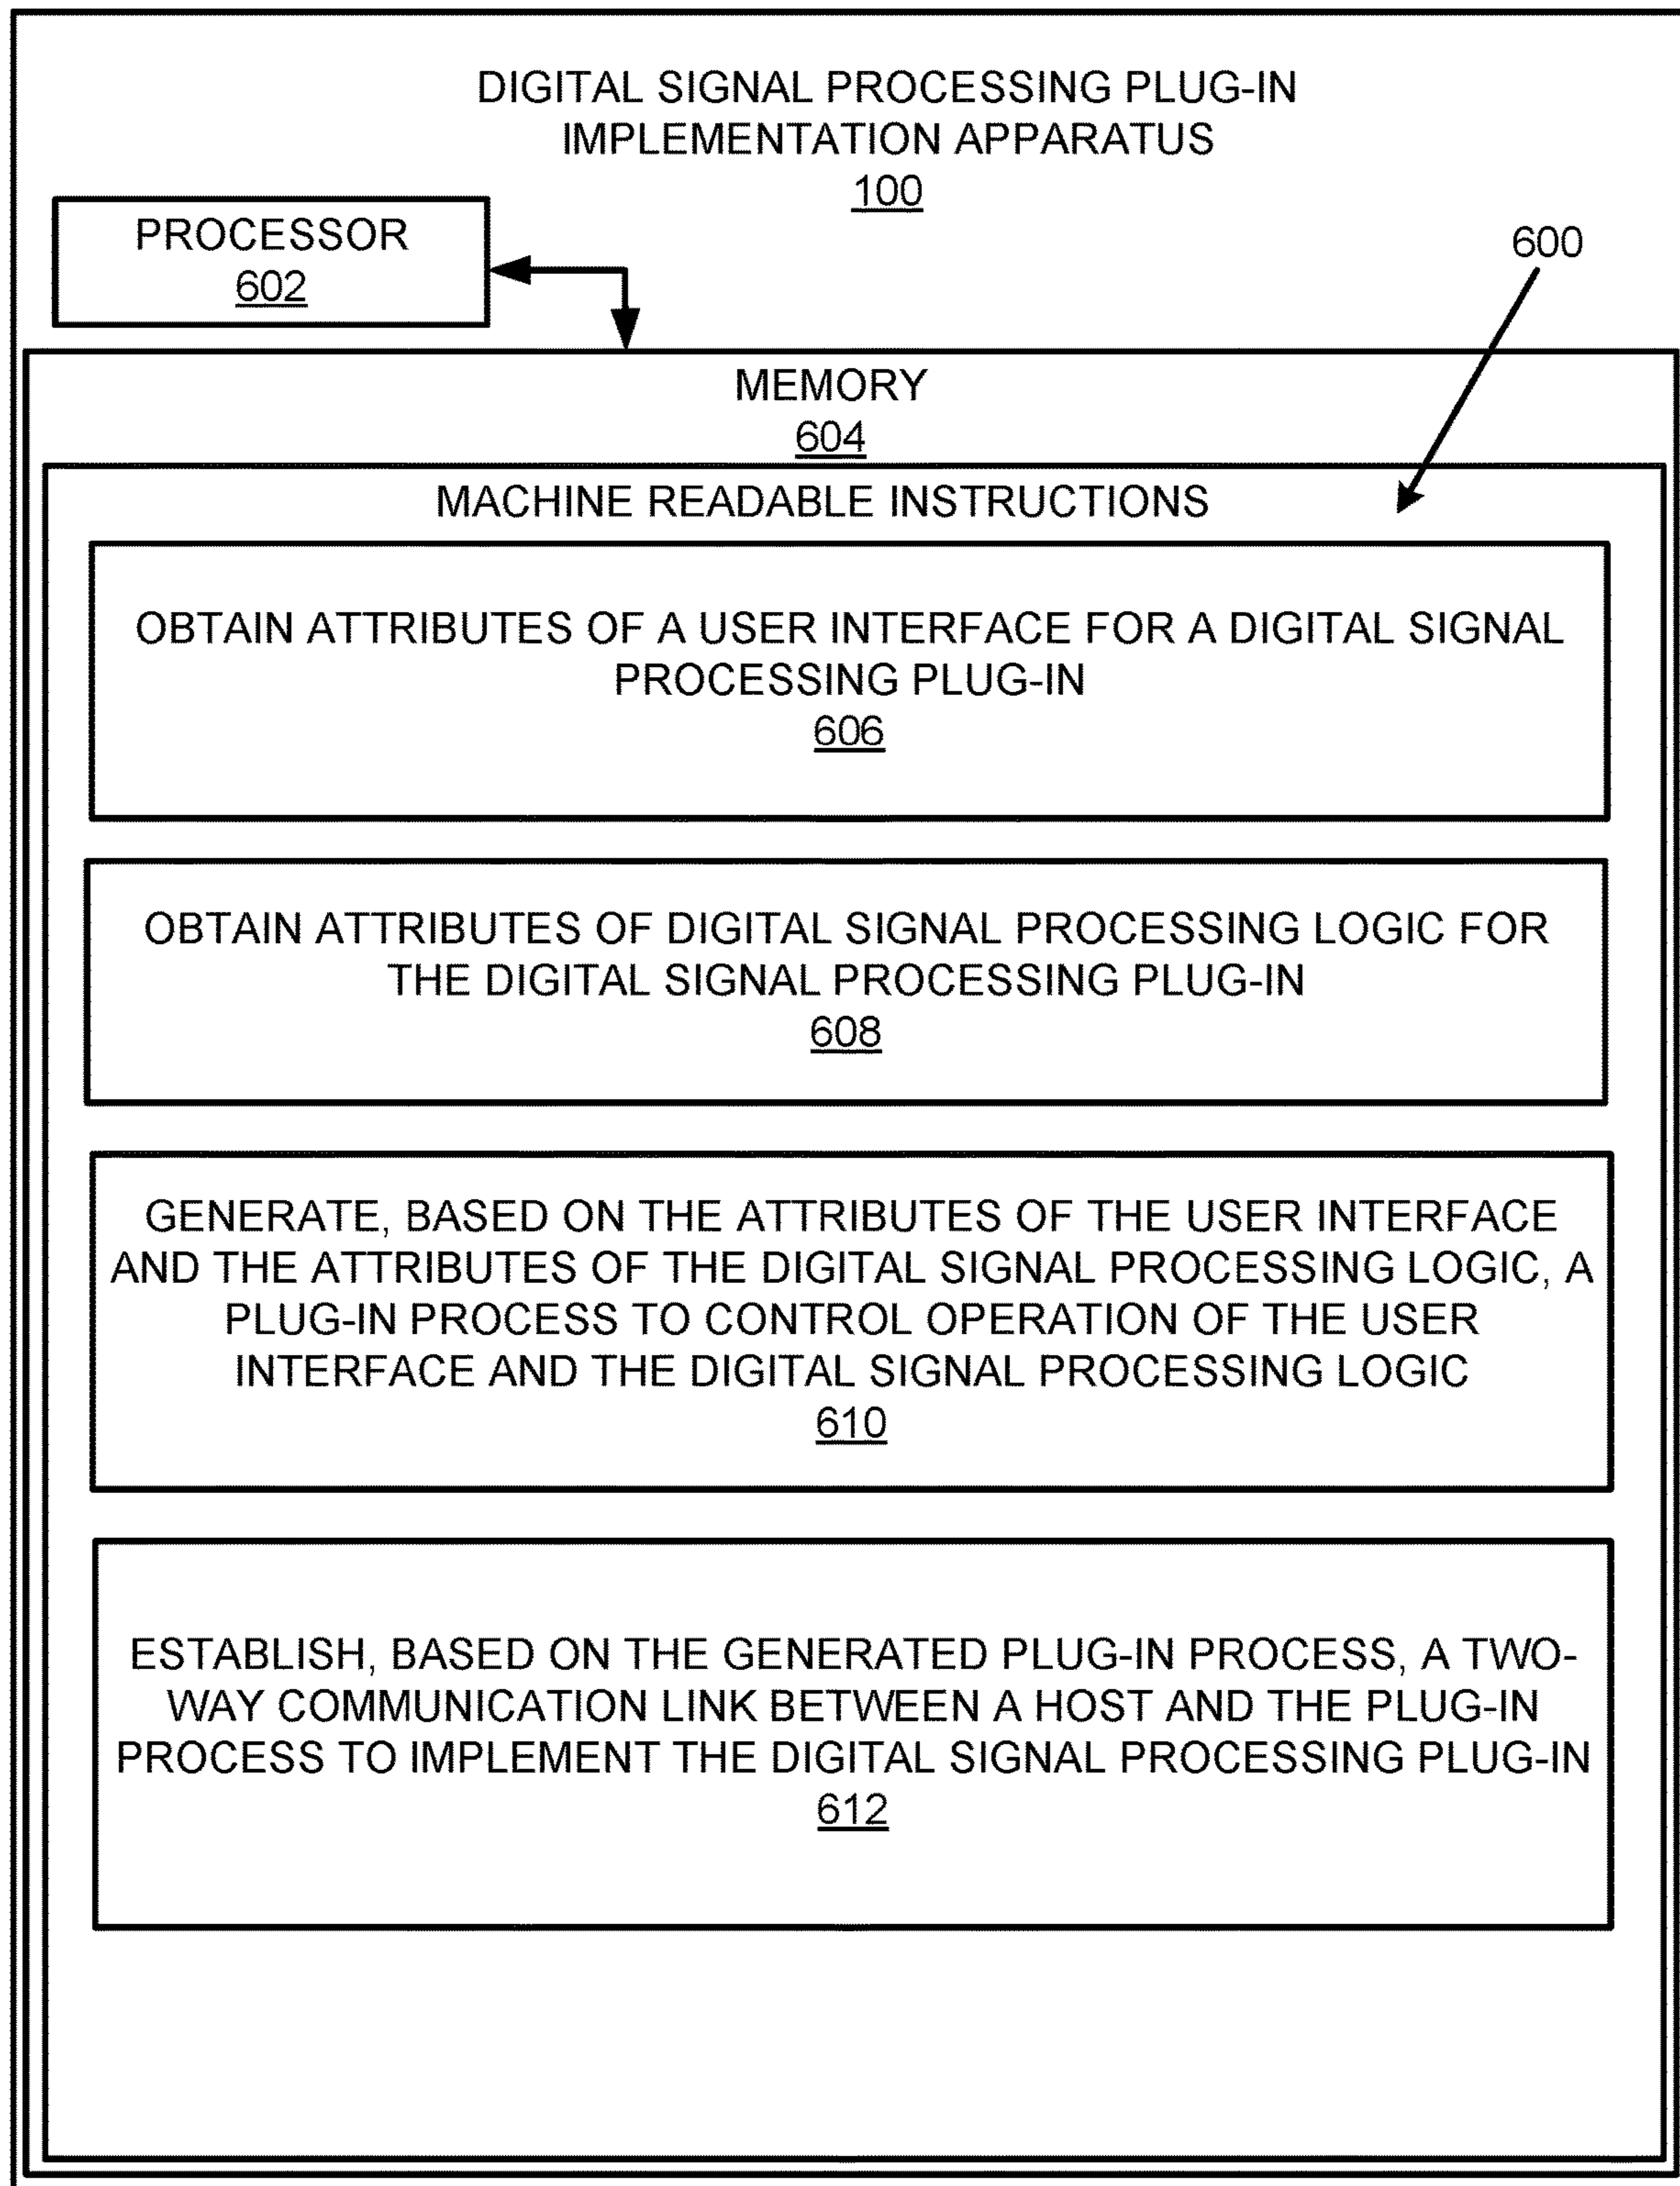 DIGITAL SIGNAL PROCESSING PLUG-IN
IMPLEMENTATION APPARATUS
100
PROCESSOR
602
600
MEMORY
604
MACHINE READABLE INSTRUCTIONS
OBTAIN ATTRIBUTES OF A USER INTERFACE FOR A DIGITAL SIGNAL
PROCESSING PLUG-IN
606
OBTAIN ATTRIBUTES OF DIGITAL SIGNAL PROCESSING LOGIC FOR
THE DIGITAL SIGNAL PROCESSING PLUG-IN
608
GENERATE, BASED ON THE ATTRIBUTES OF THE USER INTERFACE
AND THE ATTRIBUTES OF THE DIGITAL SIGNAL PROCESSING LOGIC, A
PLUG-IN PROCESS TO CONTROL OPERATION OF THE USER
INTERFACE AND THE DIGITAL SIGNAL PROCESSING LOGIC
610
ESTABLISH, BASED ON THE GENERATED PLUG-IN PROCESS, A TWO-
WAY COMMUNICATION LINK BETWEEN A HOST AND THE PLUG-IN
PROCESS TO IMPLEMENT THE DIGITAL SIGNAL PROCESSING PLUG-IN
612